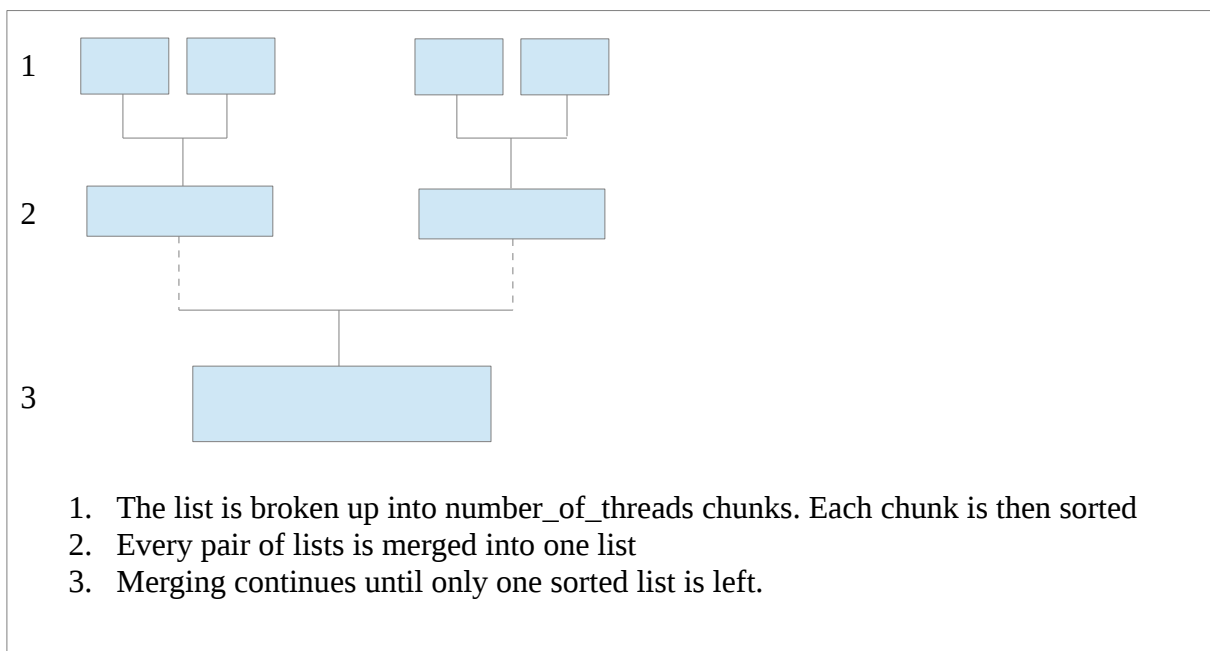 1
2
3
1. The list is broken up into number_of_threads chunks. Each chunk is then sorted
2. Every pair of lists is merged into one list
3. Merging continues until only one sorted list is left.